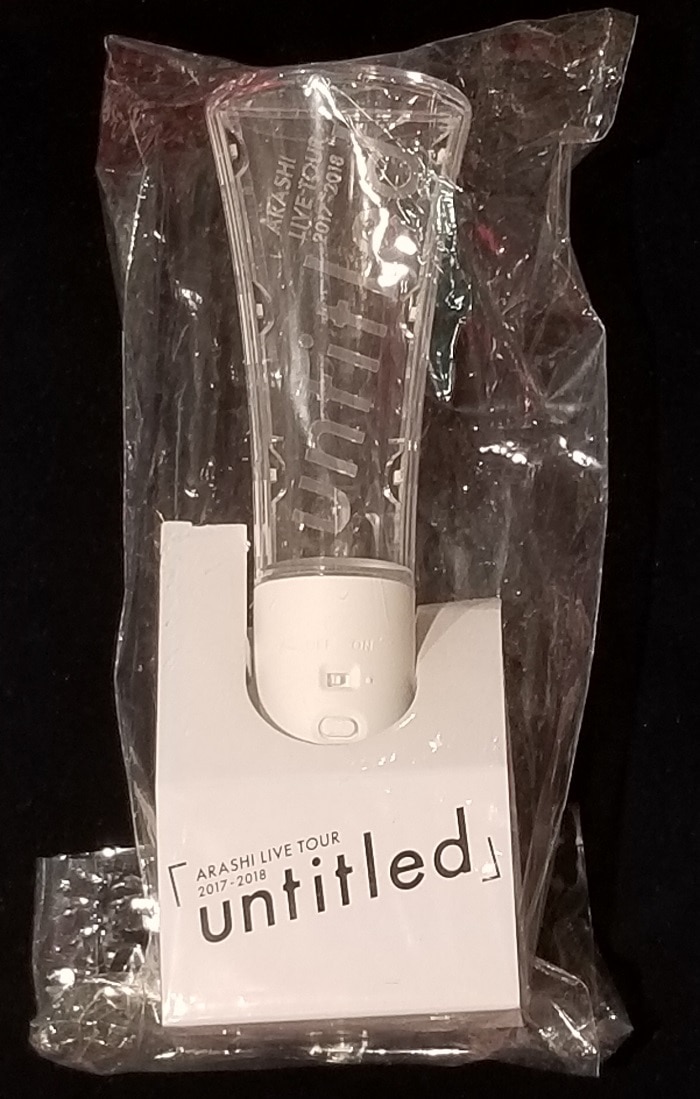 ARASHI
LIVE TOUR
2017-2018
untitled
ON
「ARASHI LIVE TOUR
2017-2018
untitled」